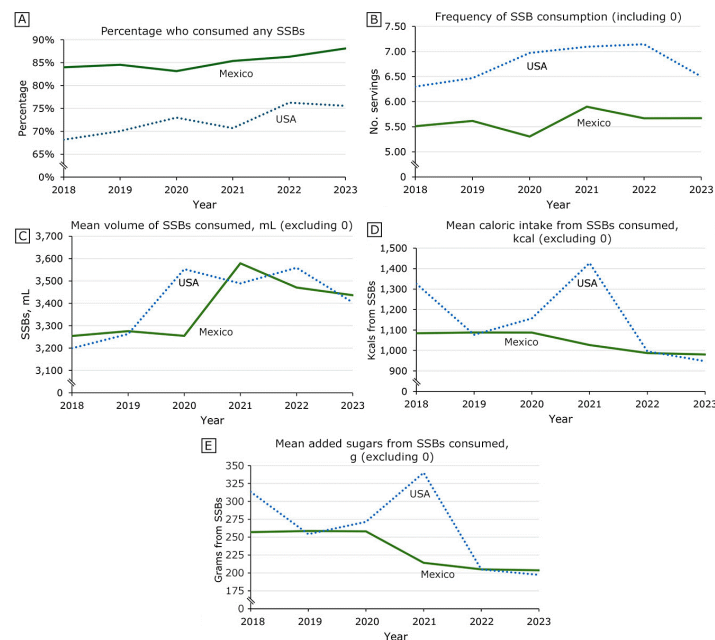 A
Percentage who consumed any SSBs
90%
85%
80%
75%
70%
65%
0%
Percentage
Mexico
USA
2018 2019 2020 2021 2022 2023
Year
B
Frequency of SSB consumption (including 0)
7.00
6.50
6.00
5.50
5.00
0
No. servings
USA
Mexico
2018 2019 2020 2021 2022 2023
Year
C
Mean volume of SSBs consumed, mL (excluding 0)
3,700
3,600
3,500
3,400
3,300
3,200
3,100
0
SSBs, mL
USA
Mexico
2018 2019 2020 2021 2022 2023
Year
D
Mean caloric intake from SSBs consumed,
kcal (excluding 0)
1,500
1,400
1,300
1,200
1,100
1,000
900
0
Kcals from SSBs
USA
Mexico
2018 2019 2020 2021 2022 2023
Year
E
Mean added sugars from SSBs consumed,
g (excluding 0)
350
325
300
275
250
225
200
175
0
Grams from SSBs
USA
Mexico
2018 2019 2020 2021 2022 2023
Year